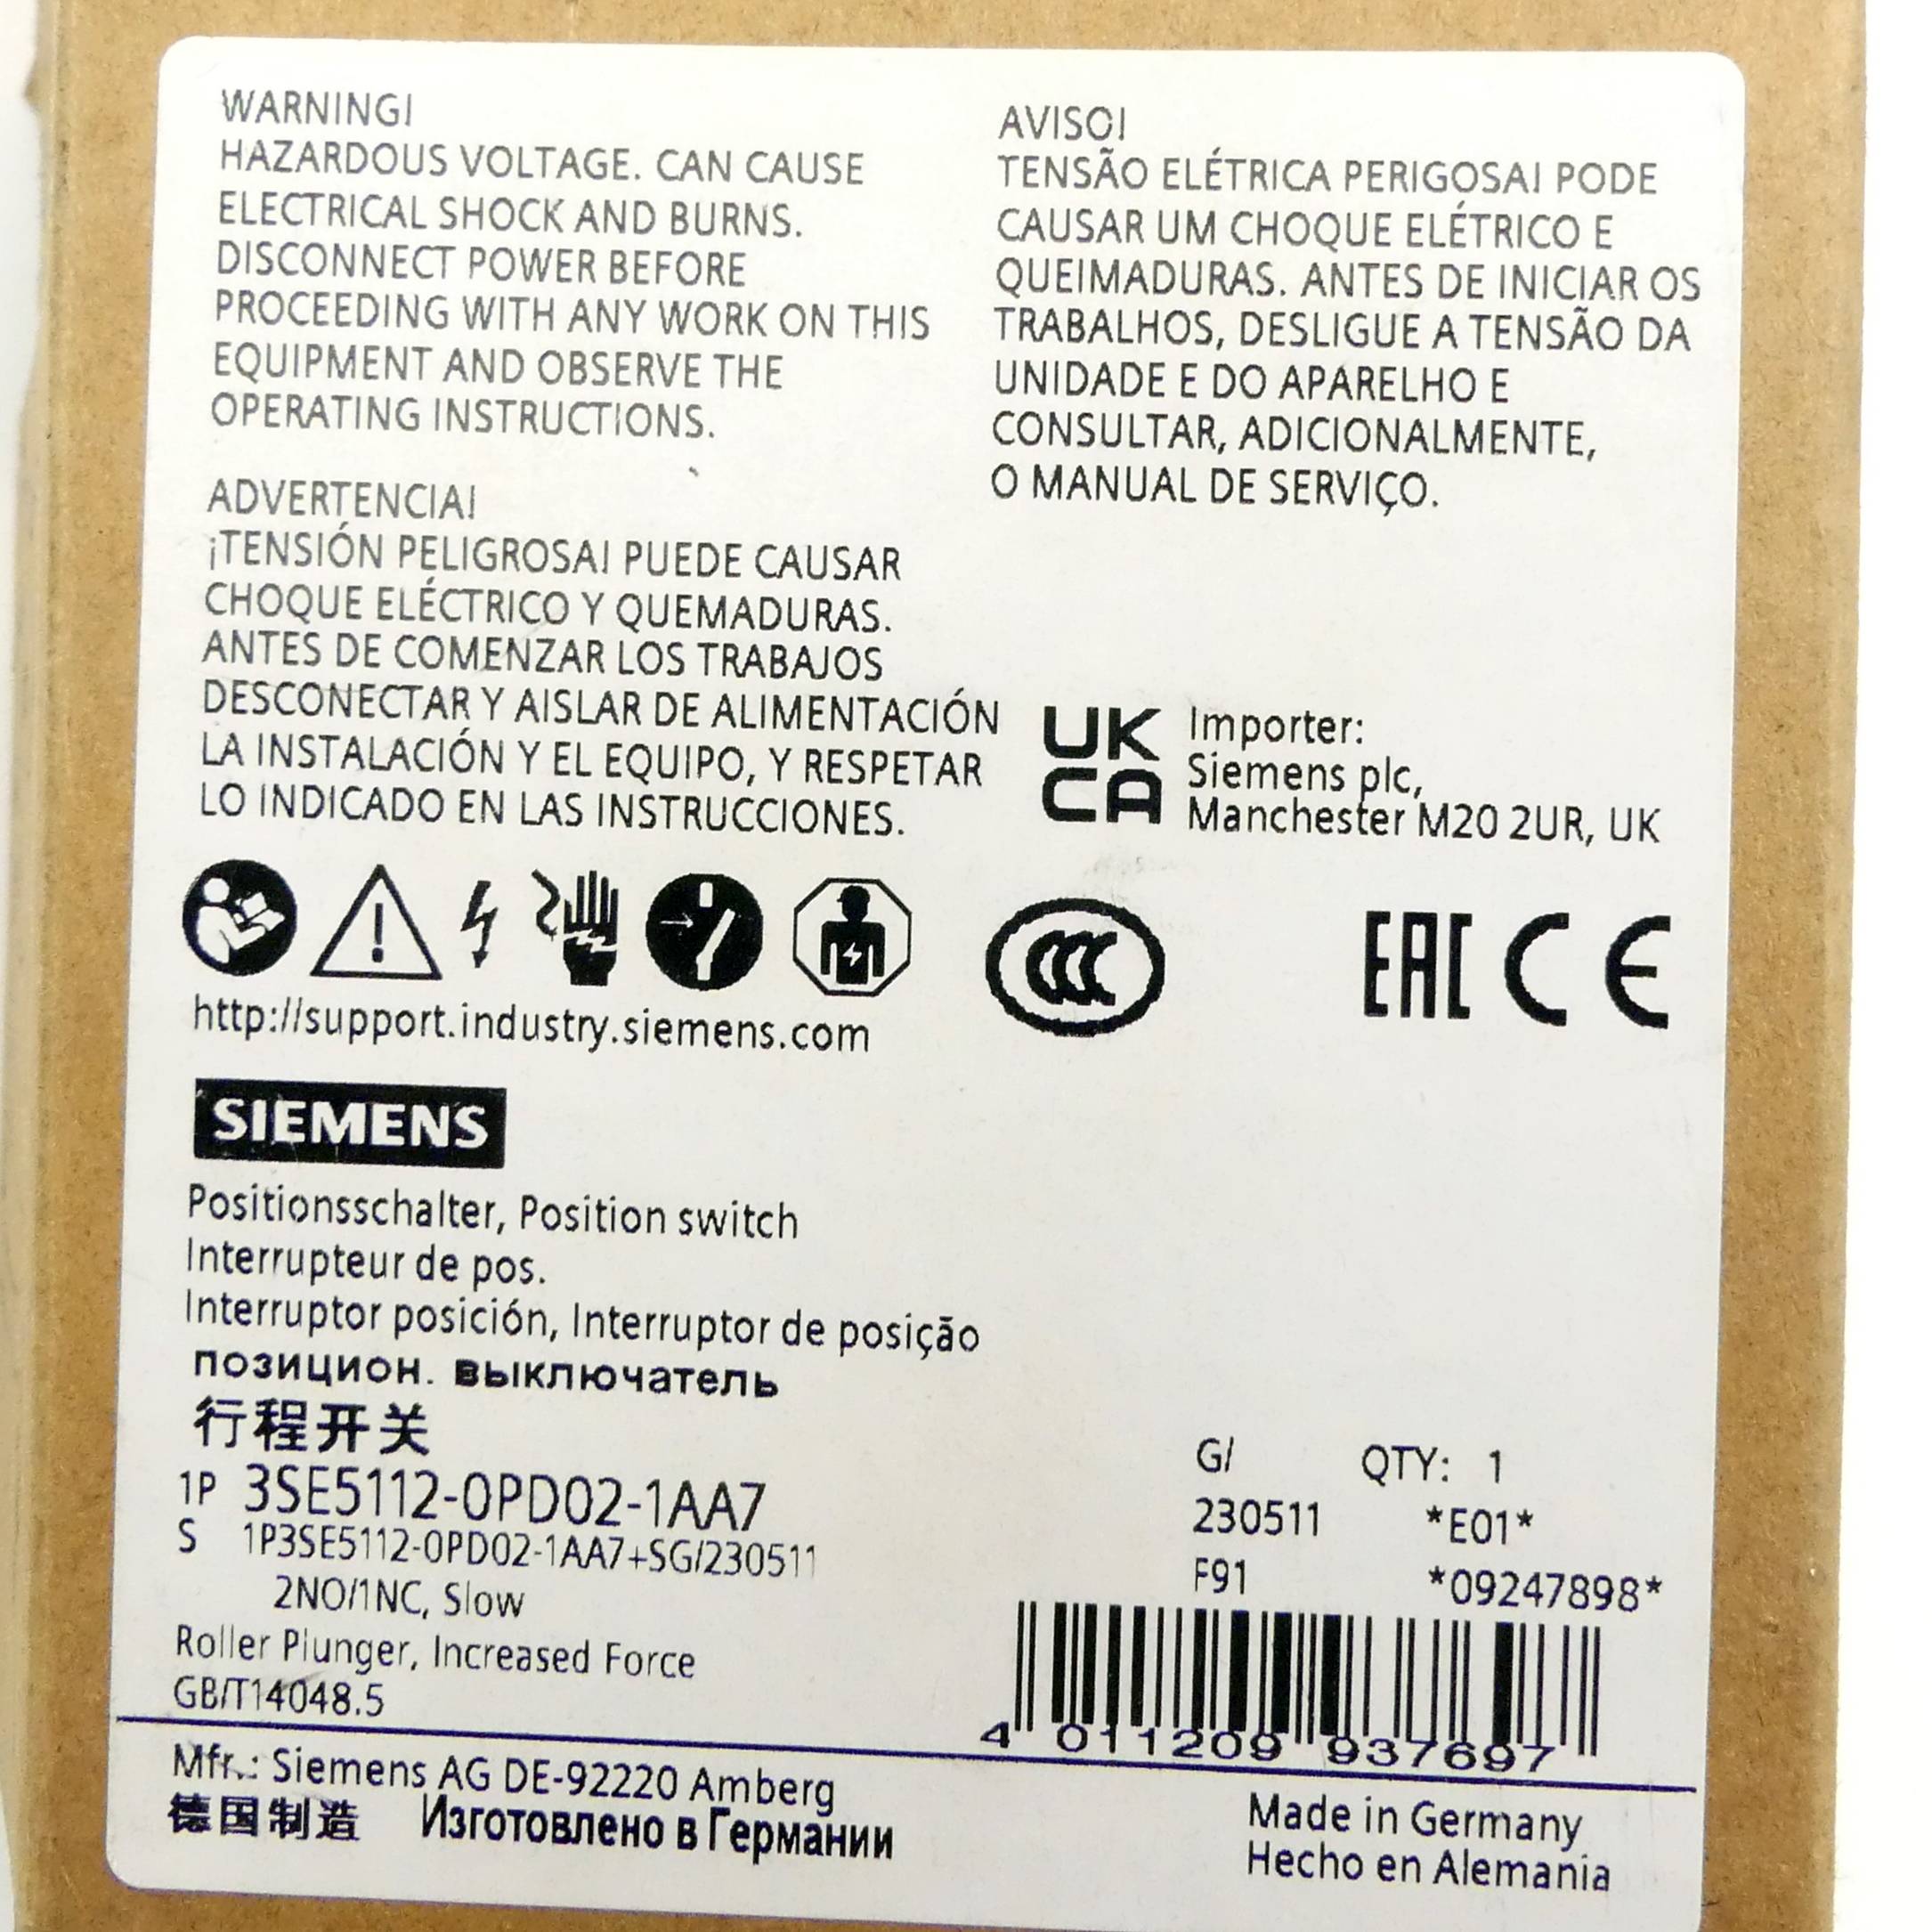 WARNING!
HAZARDOUS VOLTAGE. CAN CAUSE
ELECTRICAL SHOCK AND BURNS.
DISCONNECT POWER BEFORE
PROCEEDING WITH ANY WORK ON THIS
EQUIPMENT AND OBSERVE THE
OPERATING INSTRUCTIONS.
ADVERTENCIA!
¡TENSIÓN PELIGROSA! PUEDE CAUSAR
CHOQUE ELÉCTRICO Y QUEMADURAS.
ANTES DE COMENZAR LOS TRABAJOS
DESCONECTAR Y AISLAR DE ALIMENTACIÓN
LA INSTALACIÓN Y EL EQUIPO, Y RESPETAR
LO INDICADO EN LAS INSTRUCCIONES.
AVISO!
TENSÃO ELÉTRICA PERIGOSA! PODE
CAUSAR UM CHOQUE ELÉTRICO E
QUEIMADURAS. ANTES DE INICIAR OS
TRABALHOS, DESLIGUE A TENSÃO DA
UNIDADE E DO APARELHO E
CONSULTAR, ADICIONALMENTE,
O MANUAL DE SERVIÇO.
UK
CA
Importer:
Siemens plc,
Manchester M20 2UR, UK
CCC
EAC CE
http://support.industry.siemens.com
SIEMENS
Positionsschalter, Position switch
Interrupteur de pos.
Interruptor posición, Interruptor de posição
позицион. выключатель
行程开关
1P 3SE5112-0PD02-1AA7
S 1P3SE5112-0PD02-1AA7+SG/230511
2NO/1NC, Slow
Roller Plunger, Increased Force
GB/T14048.5
G/ QTY: 1
230511 *E01*
F91 *09247898*
4 011209 937697
Mfr.: Siemens AG DE-92220 Amberg
德国制造 Изготовлено в Германии
Made in Germany
Hecho en Alemania